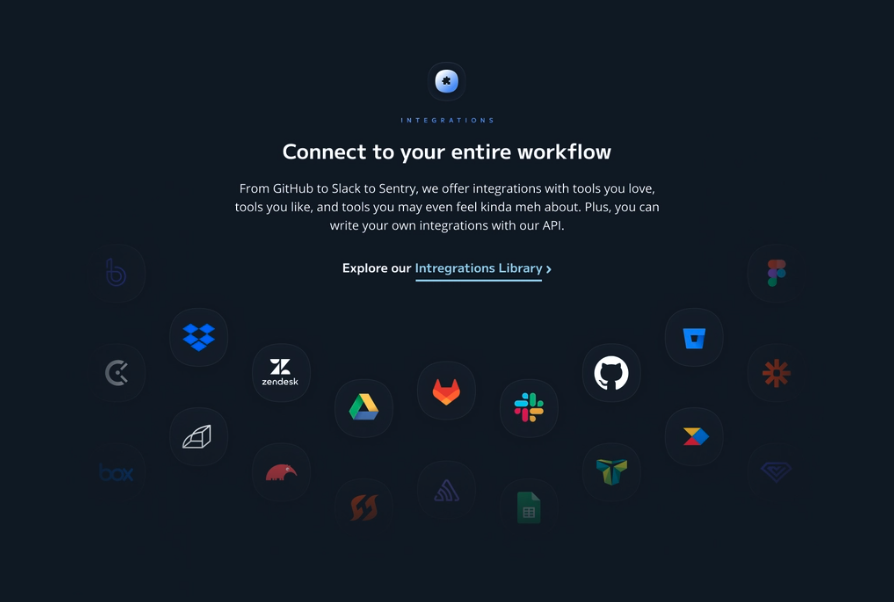 INTEGRATIONS
Connect to your entire workflow
From GitHub to Slack to Sentry, we offer integrations with tools you love,
tools you like, and tools you may even feel kinda meh about. Plus, you can
write your own integrations with our API.
Explore our Intregrations Library ›
zendesk
box